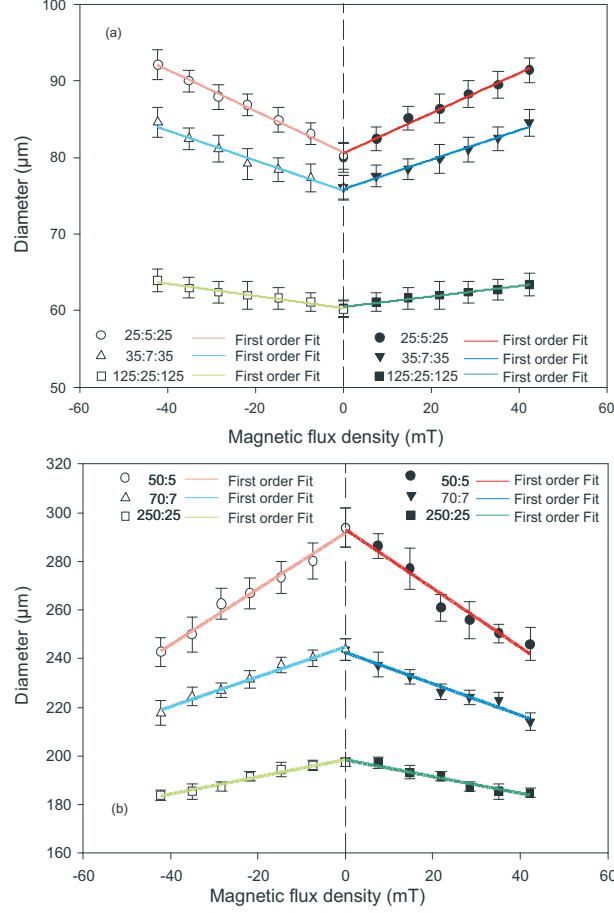 100
(a)
90
80
70
60
50
Diameter (μm)
25:5:25 First order Fit 25:5:25 First order Fit
35:7:35 First order Fit 35:7:35 First order Fit
125:25:125 First order Fit 125:25:125 First order Fit
-60 -40 -20 0 20 40 60
Magnetic flux density (mT)
320
50:5 First order Fit 50:5 First order Fit
70:7 First order Fit 70:7 First order Fit
250:25 First order Fit 250:25 First order Fit
300
280
260
240
220
200
180
160
Diameter (μm)
(b)
-60 -40 -20 0 20 40 60
Magnetic flux density (mT)